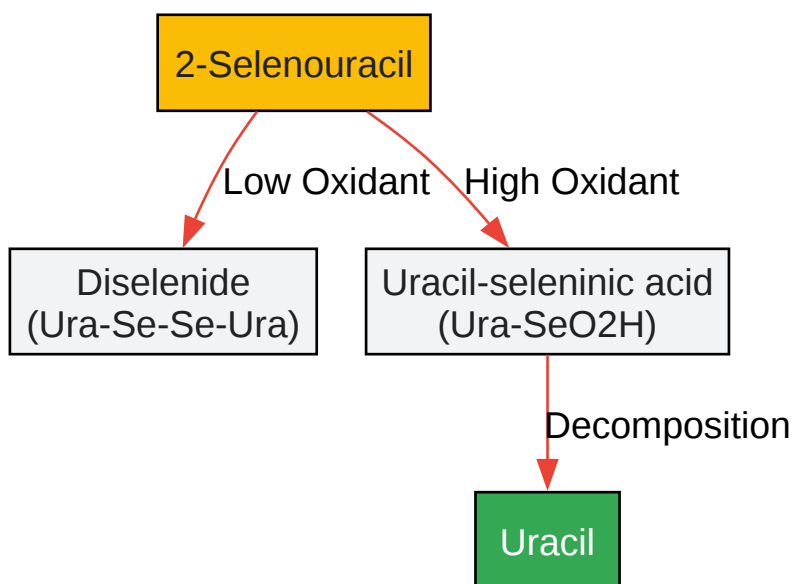 2-Selenouracil
Low Oxidant
High Oxidant
Diselenide
(Ura-Se-Se-Ura)
Uracil-seleninic acid
(Ura-SeO2H)
Decomposition
Uracil